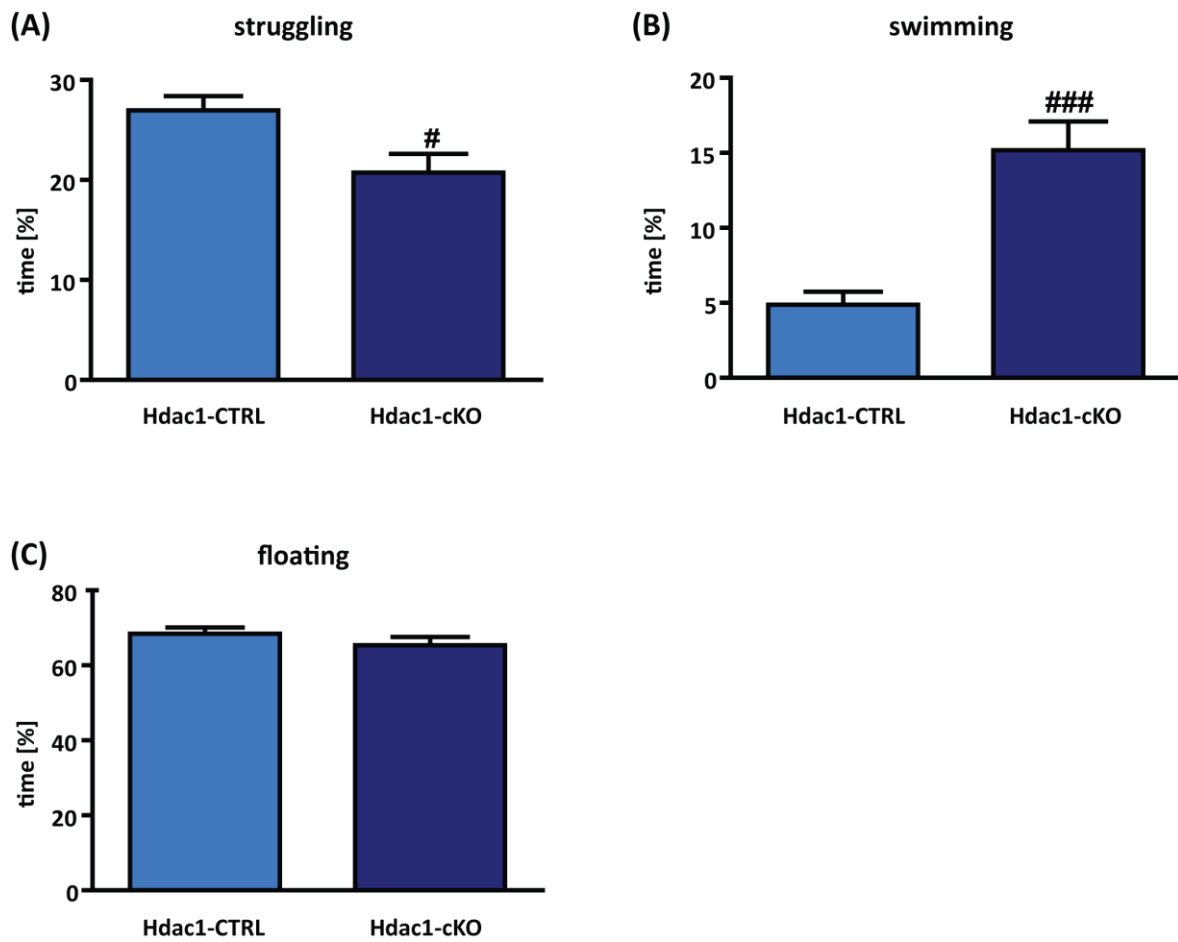 (A) struggling
time [%]
30
20
10
0
#
Hdac1-CTRL Hdac1-cKO
(B) swimming
time [%]
20
15
10
5
0
###
Hdac1-CTRL Hdac1-cKO
(C) floating
time [%]
80
60
40
20
0
Hdac1-CTRL Hdac1-cKO